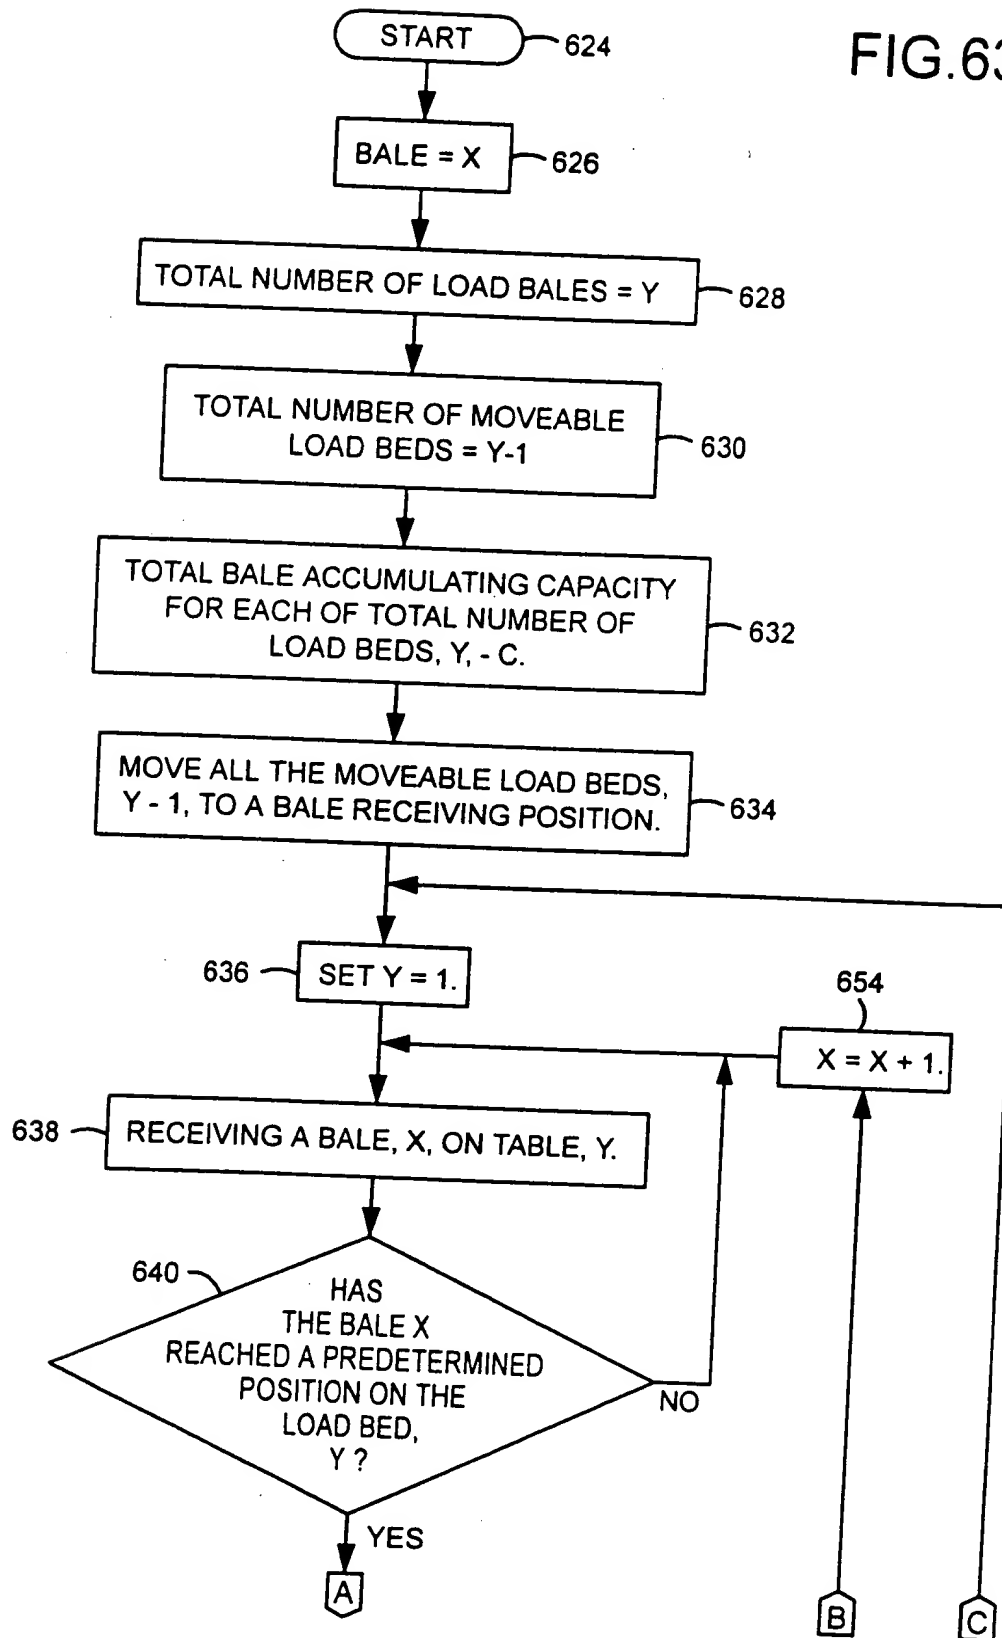 START
624
FIG.63
BALE = X
626
TOTAL NUMBER OF LOAD BALES = Y
628
TOTAL NUMBER OF MOVEABLE
LOAD BEDS = Y-1
630
TOTAL BALE ACCUMULATING CAPACITY
FOR EACH OF TOTAL NUMBER OF
LOAD BEDS, Y, - C.
632
MOVE ALL THE MOVEABLE LOAD BEDS,
Y - 1, TO A BALE RECEIVING POSITION.
634
636
SET Y = 1.
654
X = X + 1.
638
RECEIVING A BALE, X, ON TABLE, Y.
640
HAS
THE BALE X
REACHED A PREDETERMINED
POSITION ON THE
LOAD BED,
Y ?
NO
YES
A
B
C